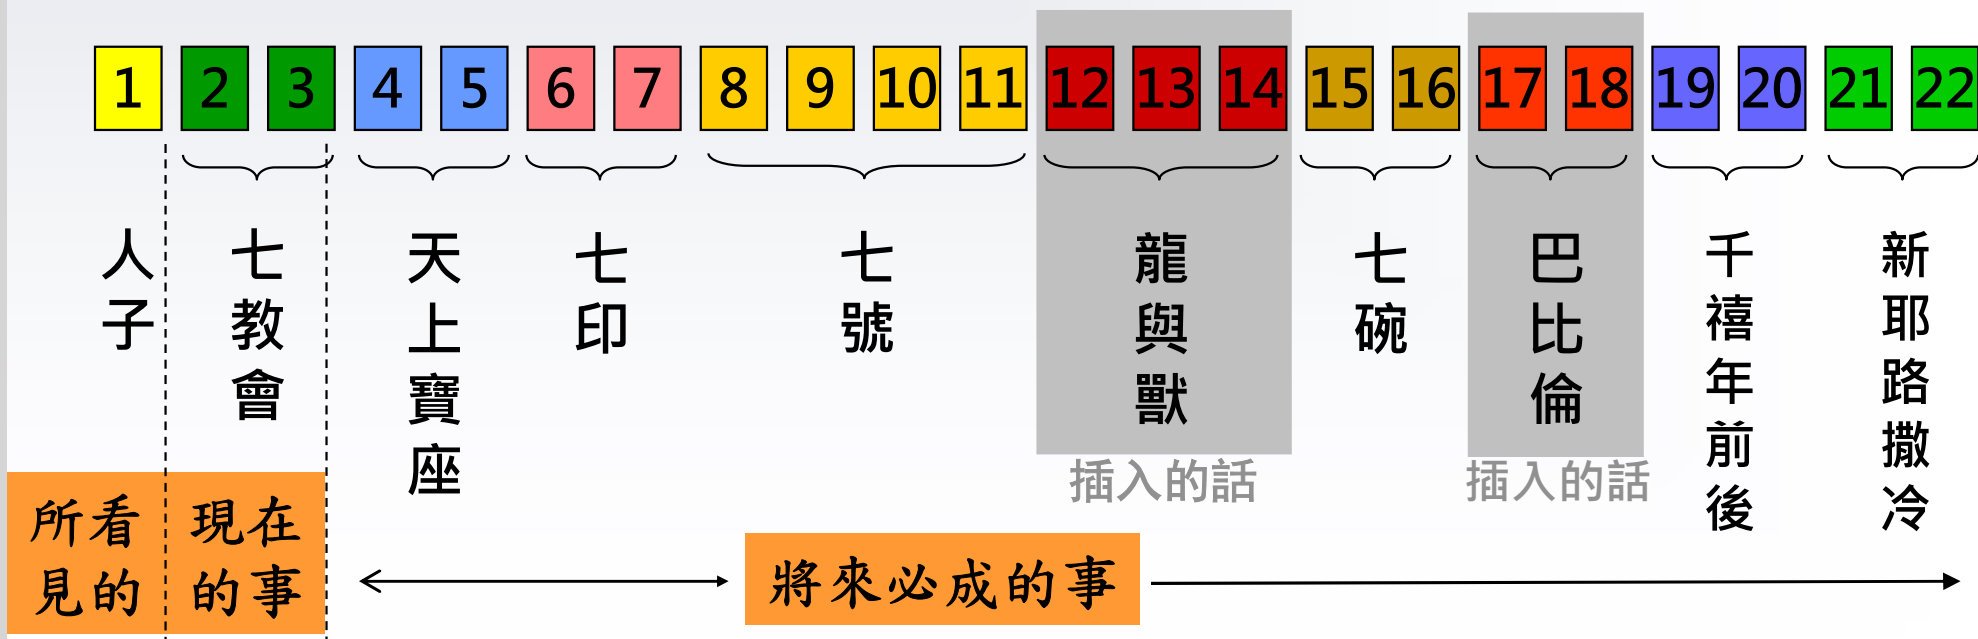 1 2 3 4 5 6 7 8 9 10 11 12 13 14 15 16 17 18 19 20 21 22
人子
七教會
天上寶座
七印
七號
龍與獸
七碗
巴比倫
千禧年前後
新耶路撒冷
插入的話
插入的話
所看
見的
現在
的事
將來必成的事